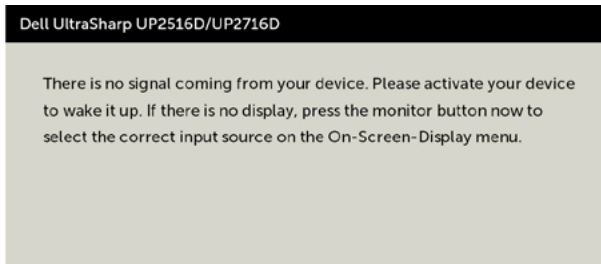 Dell UltraSharp UP2516D/UP2716D
There is no signal coming from your device. Please activate your device
to wake it up. If there is no display, press the monitor button now to
select the correct input source on the On-Screen-Display menu.